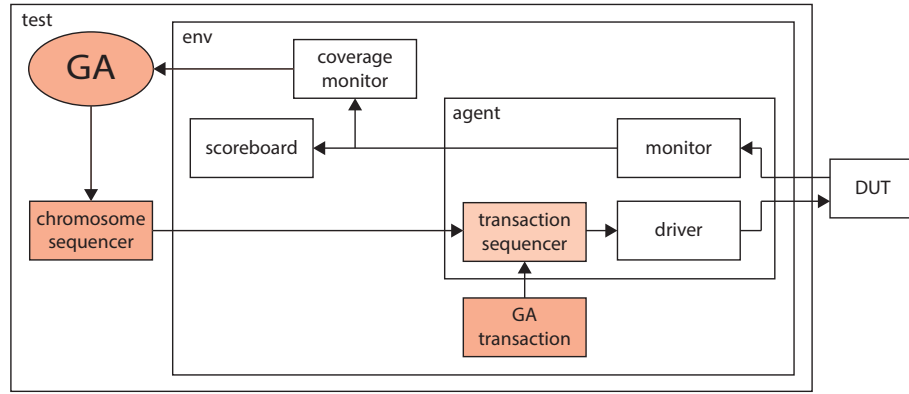 test
env
GA
coverage
monitor
agent
scoreboard
monitor
DUT
chromosome
sequencer
transaction
sequencer
driver
GA
transaction